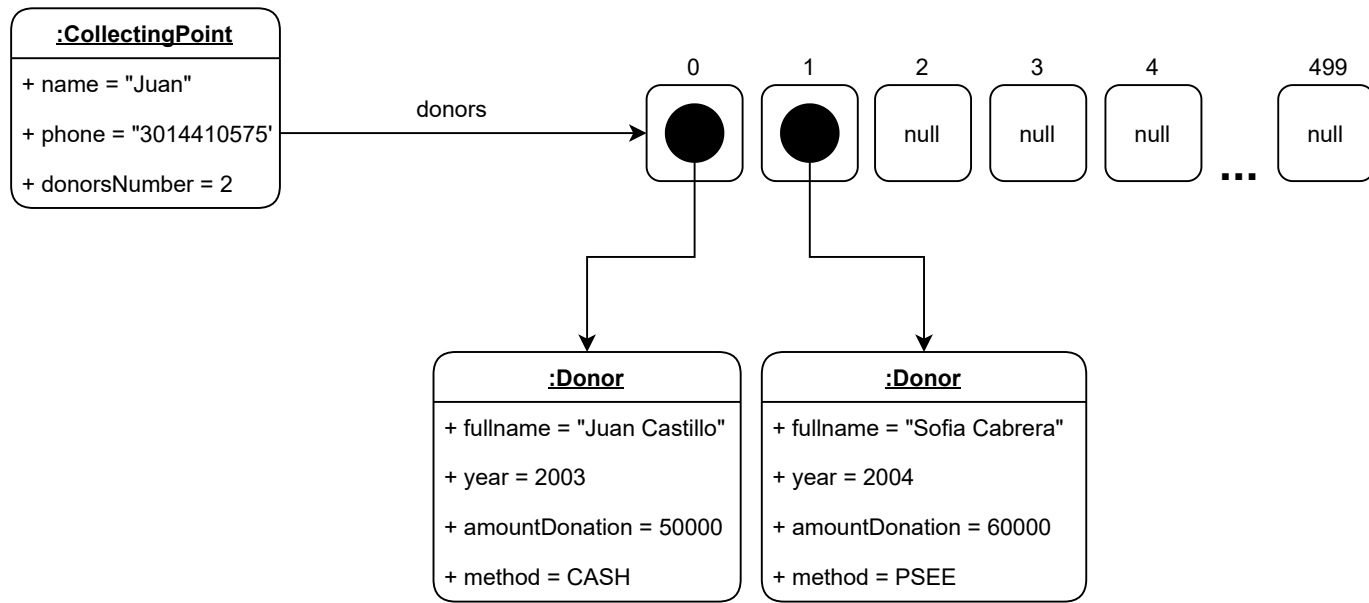 :CollectingPoint
+ name = "Juan"
+ phone = "3014410575'
+ donorsNumber = 2
donors
0 1 2 3 4 499
null null null ... null
:Donor
+ fullname = "Juan Castillo"
+ year = 2003
+ amountDonation = 50000
+ method = CASH
:Donor
+ fullname = "Sofia Cabrera"
+ year = 2004
+ amountDonation = 60000
+ method = PSEE